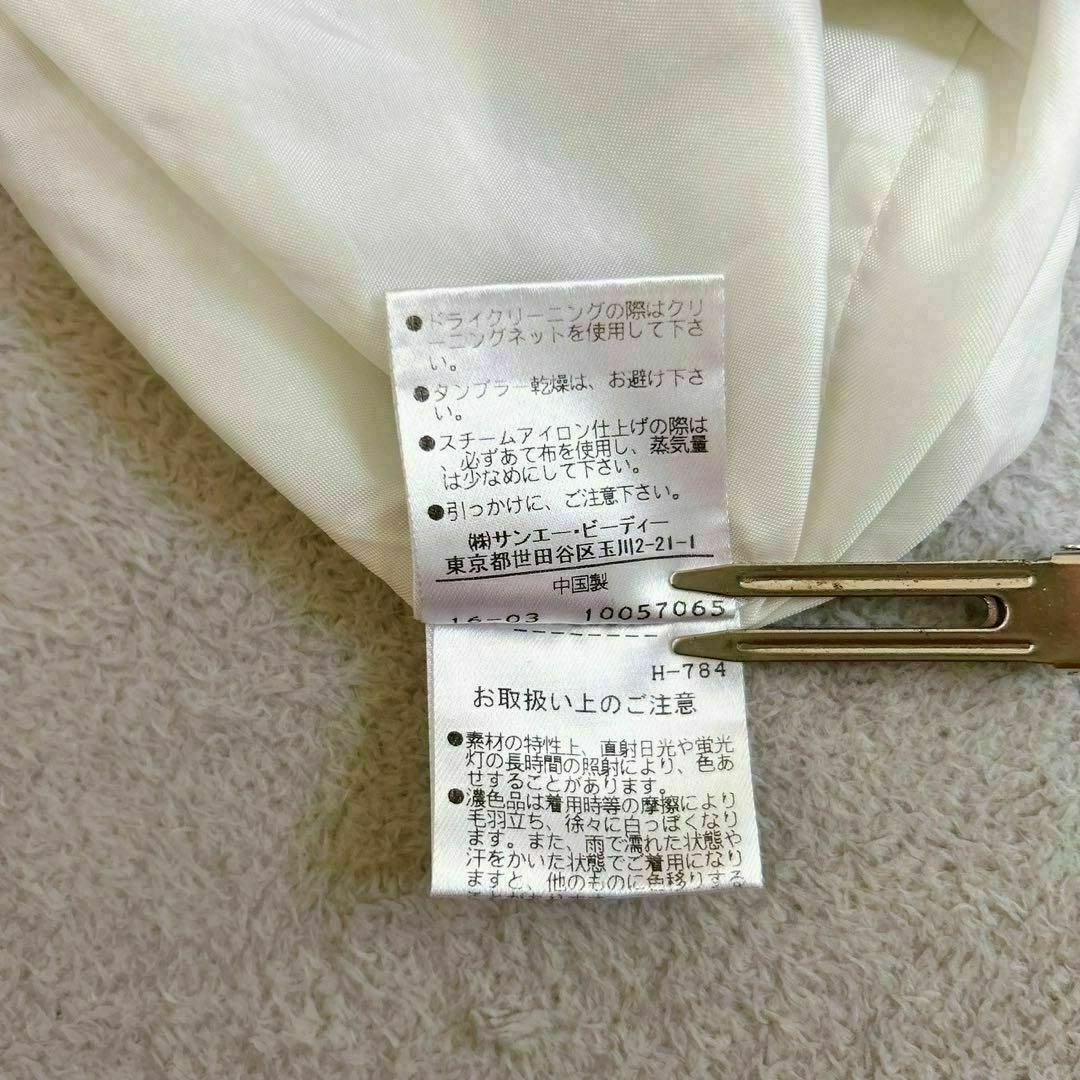 ●ドライクリーニングの際はクリ
ーニングネットを使用して下さ
い。
●タンブラー乾燥は、お避け下さ
い。
●スチームアイロン仕上げの際は
、必ずあて布を使用し、蒸気量
は少なめにして下さい。
●引っかけに、ご注意下さい。
㈱サンエー・ビーディー
東京都世田谷区玉川2-21-1
中国製
16-03 10057065
H-784
お取扱い上のご注意
●素材の特性上、直射日光や蛍光
灯の長時間の照射により、色あ
せすることがあります。
●濃色品は着用時等の摩擦により
毛羽立ち、徐々に白っぽくなり
ます。また、雨で濡れた状態や
汗をかいた状態でご着用になり
ますと、他のものに色移りする